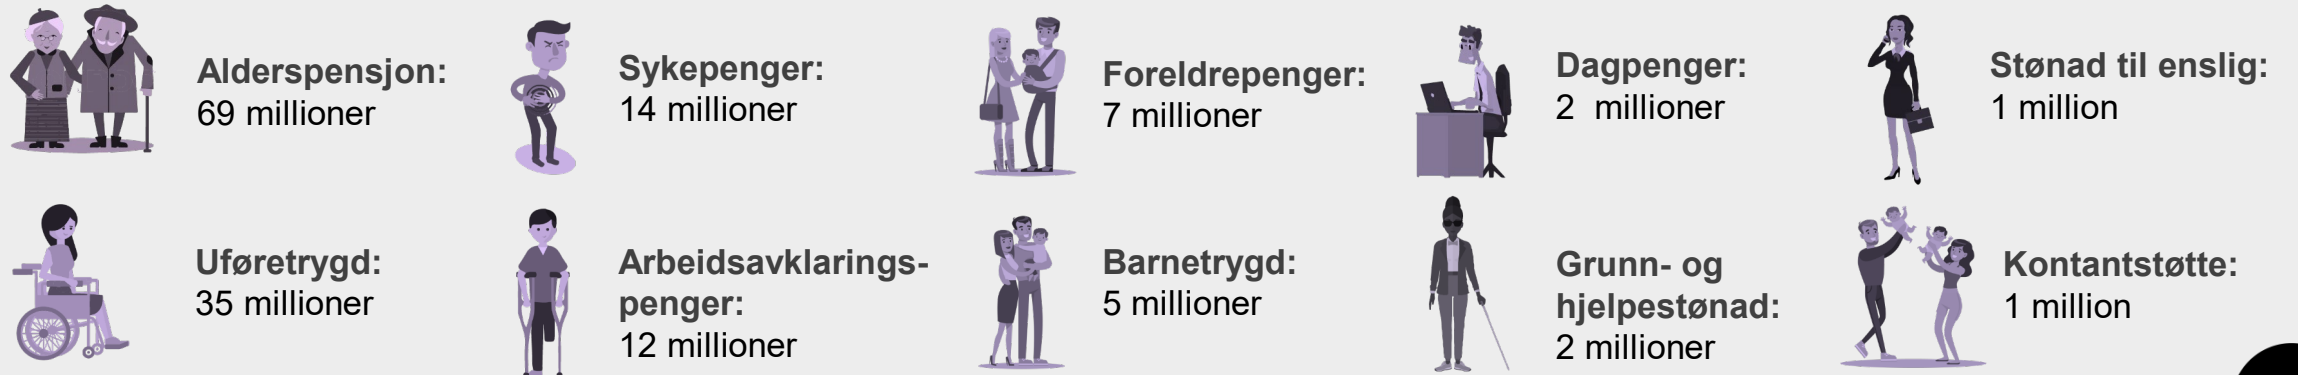 Alderspensjon:
69 millioner
Sykepenger:
14 millioner
Foreldrepenger:
7 millioner
Dagpenger:
2  millioner
Stønad til enslig:
1 million
Uføretrygd:
35 millioner
Arbeidsavklarings-
penger:
12 millioner
Barnetrygd:
5 millioner
Grunn- og
hjelpestønad:
2 millioner
Kontantstøtte:
1 million